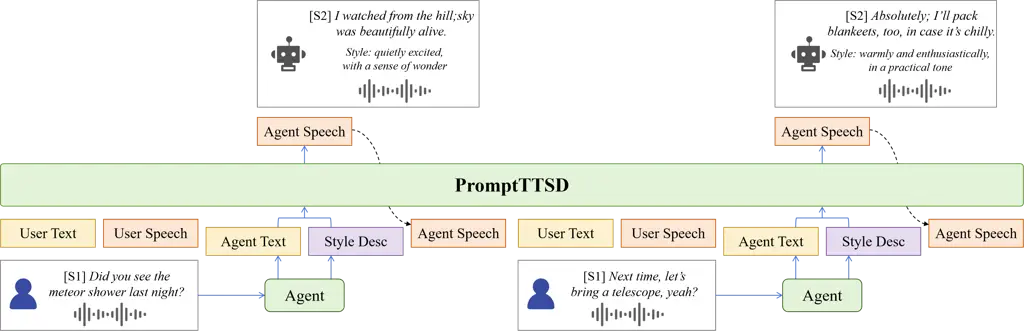 [S2] I watched from the hill;sky
was beautifully alive.
Style: quietly excited,
with a sense of wonder
[S2] Absolutely; I'll pack
blankeets, too, in case it's chilly.
Style: warmly and enthusiastically,
in a practical tone
Agent Speech
Agent Speech
PromptTTSD
User Text
User Speech
Agent Text
Style Desc
Agent Speech
User Text
User Speech
Agent Text
Style Desc
Agent Speech
[S1] Did you see the
meteor shower last night?
Agent
[S1] Next time, let's
bring a telescope, yeah?
Agent